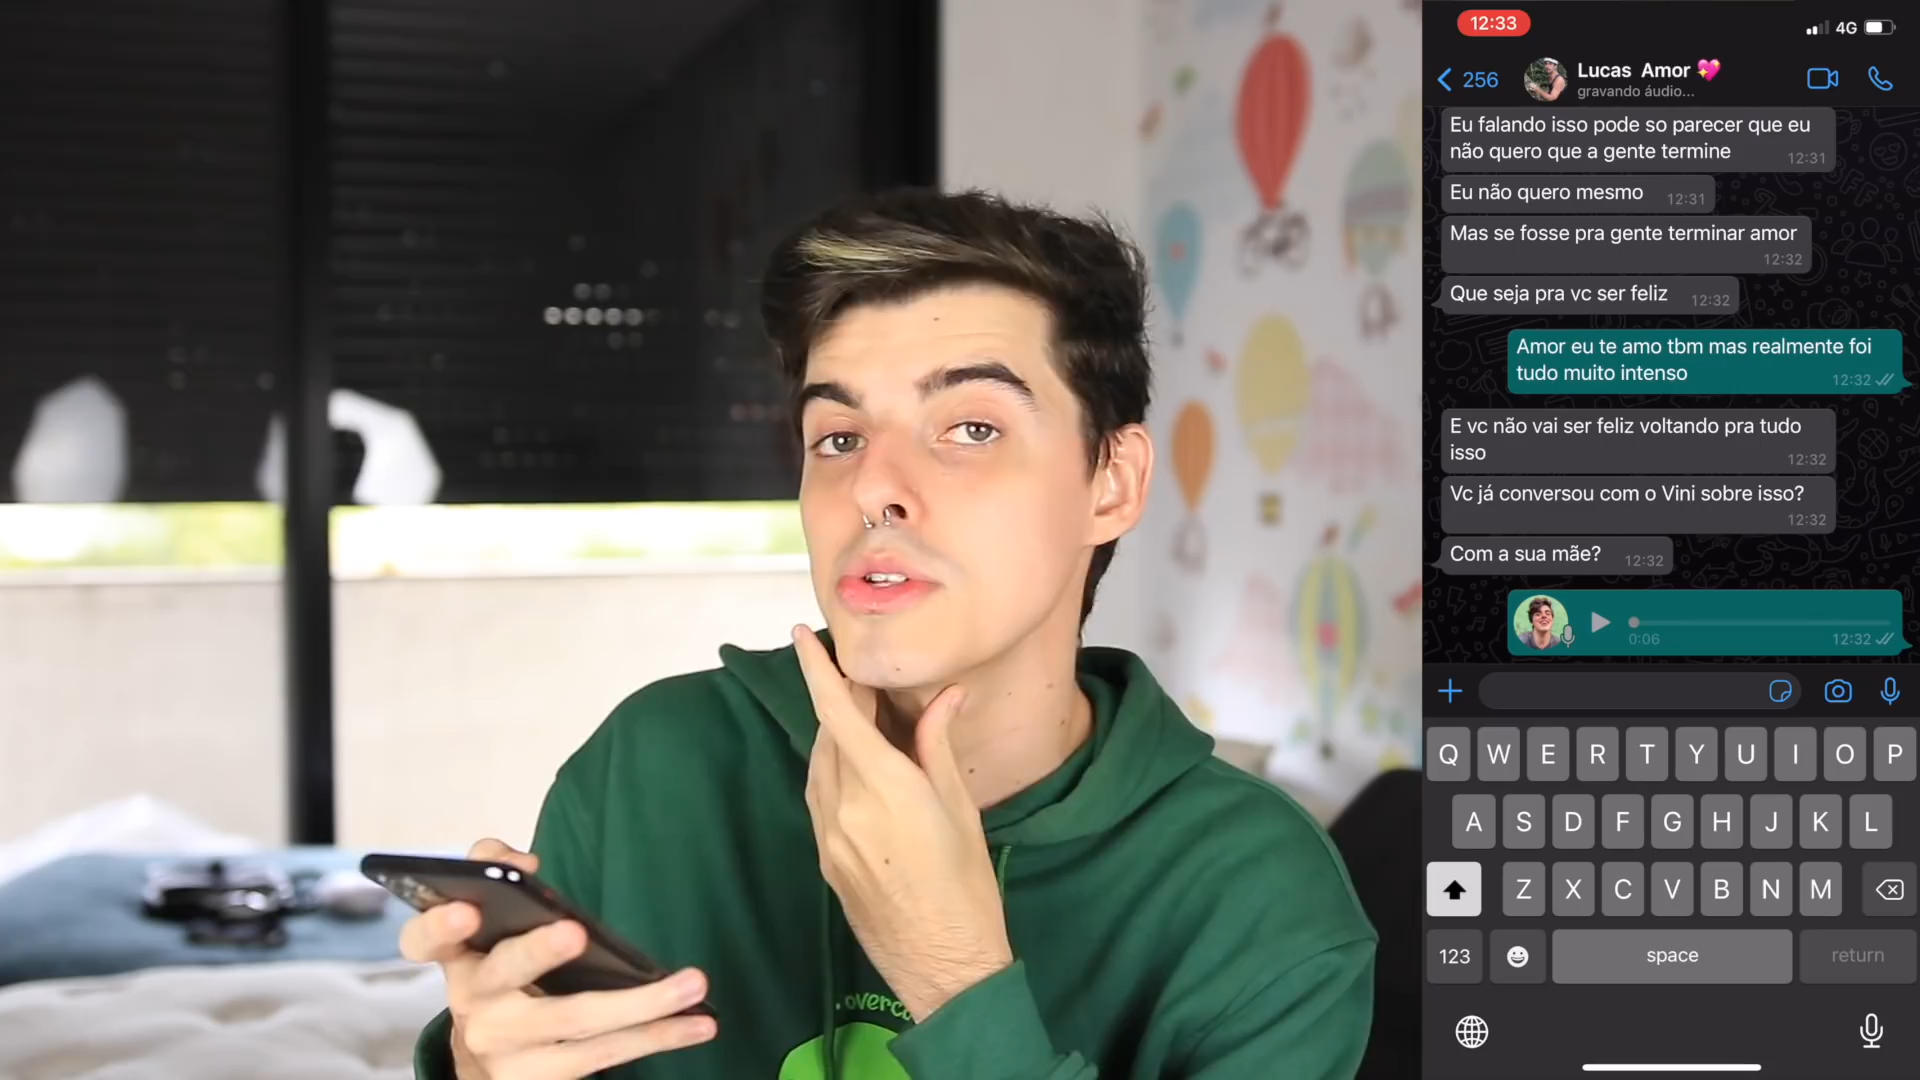 12:33
4G
256
Lucas Amor
gravando áudio...
Eu falando isso pode so parecer que eu
não quero que a gente termine
12:31
Eu não quero mesmo
12:31
Mas se fosse pra gente terminar amor
12:32
Que seja pra vc ser feliz
12:32
Amor eu te amo tbm mas realmente foi
tudo muito intenso
12:32
E vc não vai ser feliz voltando pra tudo
isso
12:32
Vc já conversou com o Vini sobre isso?
12:32
Com a sua mãe?
12:32
0:06
12:32
Q W E R T Y U I O P
A S D F G H J K L
Z X C V B N M
123
space
return